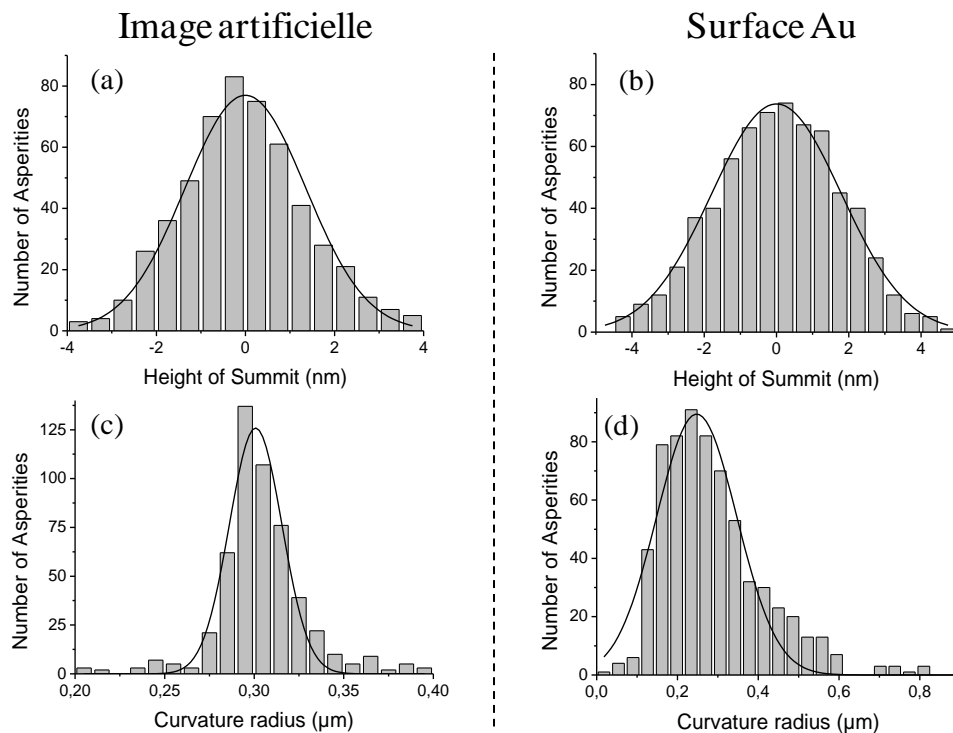 Image artificielle
Surface Au
(a)
Number of Asperities
80
60
40
20
0
-4 -2 0 2 4
Height of Summit (nm)
(b)
Number of Asperities
80
60
40
20
0
-4 -2 0 2 4
Height of Summit (nm)
(c)
Number of Asperities
125
100
75
50
25
0
0,20 0,25 0,30 0,35 0,40
Curvature radius (µm)
(d)
Number of Asperities
80
60
40
20
0
0,0 0,2 0,4 0,6 0,8
Curvature radius (µm)